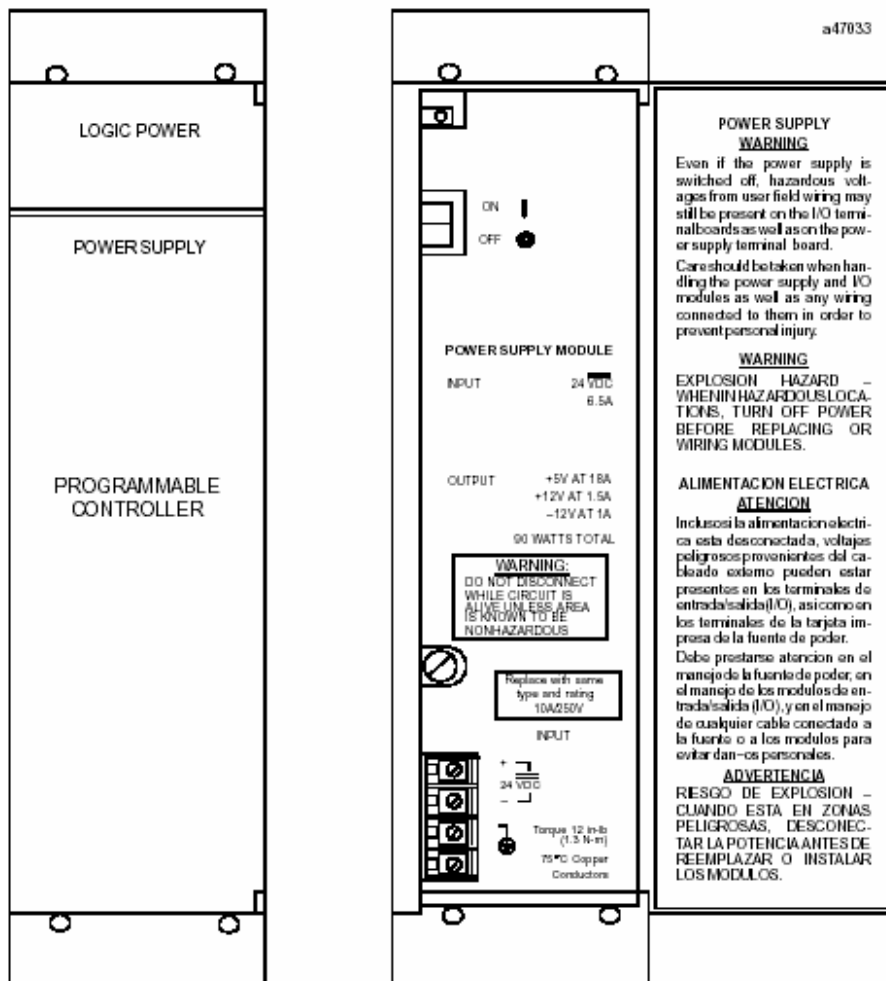 a47033
LOGIC POWER
POWER SUPPLY
PROGRAMMABLE
CONTROLLER
ON
OFF
POWER SUPPLY MODULE
INPUT 24 VDC
6.5A
OUTPUT +5V AT 18A
+12V AT 1.5A
–12V AT 1A
90 WATTS TOTAL
WARNING:
DO NOT DISCONNECT
WHILE CIRCUIT IS
ALIVE UNLESS AREA
IS KNOWN TO BE
NONHAZARDOUS
Replace with same
type and rating
10A/250V
INPUT
+
24 VDC
–
Torque 12 in-lb
(1.3 N-m)
75°C Copper
Conductors
POWER SUPPLY
WARNING
Even if the power supply is
switched off, hazardous volt-
ages from user field wiring may
still be present on the I/O termi-
nal boards as well as on the pow-
er supply terminal board.
Care should be taken when han-
dling the power supply and I/O
modules as well as any wiring
connected to them in order to
prevent personal injury.
WARNING
EXPLOSION HAZARD –
WHEN IN HAZARDOUS LOCA-
TIONS, TURN OFF POWER
BEFORE REPLACING OR
WIRING MODULES.
ALIMENTACION ELECTRICA
ATENCION
Inclusosi la alimentacion electri-
ca esta desconectada, voltajes
peligrosos provenientes del ca-
bleado externo pueden estar
presentes en los terminales de
entrada/salida(I/O), asi como en
los terminales de la tarjeta im-
presa de la fuente de poder.
Debe prestarse atencion en el
manejo de la fuente de poder, en
el manejo de los modulos de en-
trada/salida (I/O), y en el manejo
de cualquier cable conectado a
la fuente o a los modulos para
evitar dan–os personales.
ADVERTENCIA
RIESGO DE EXPLOSION –
CUANDO ESTA EN ZONAS
PELIGROSAS, DESCONEC-
TAR LA POTENCIA ANTES DE
REEMPLAZAR O INSTALAR
LOS MODULOS.